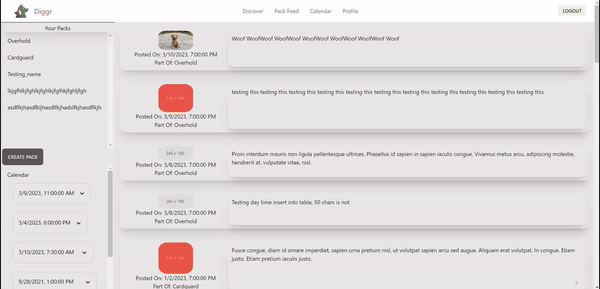 Diggr
Discover
Pack Feed
Calendar
Profile
LOGOUT
Your Packs
Overhold
Cardguard
Testing_name
Woof WoofWoof WoofWoof WoofWoof WoofWoof WoofWoof Woof
Posted On: 3/10/2023, 7:00:00 PM
Part Of: Overhold
testing this testing this testing this testing this testing this testing this testing this testing this testing this testing this testing this
Posted On: 3/9/2023, 7:00:00 PM
Part Of: Overhold
CREATE PACK
Calendar
3/9/2023, 11:00:00 AM
3/4/2023, 6:00:00 PM
3/10/2023, 7:30:00 AM
9/28/2021, 1:00:00 PM
Proin interdum mauris non ligula pellentesque ultrices. Phasellus id sapien in sapien iaculis congue. Vivamus metus arcu, adipiscing molestie,
hendrerit at, vulputate vitae, nisl.
Posted On: 3/8/2023, 7:00:00 PM
Part Of: Overhold
Testing day time insert into table, 50 chars is not
Posted On: 3/8/2023, 7:00:00 PM
Part Of: Overhold
Fusce congue, diam id ornare imperdiet, sapien urna pretium nisl, ut volutpat sapien arcu sed augue. Aliquam erat volutpat. In congue. Etiam
justo. Etiam pretium iaculis justo.
Posted On: 1/2/2023, 7:00:00 PM
Part Of: Cardguard